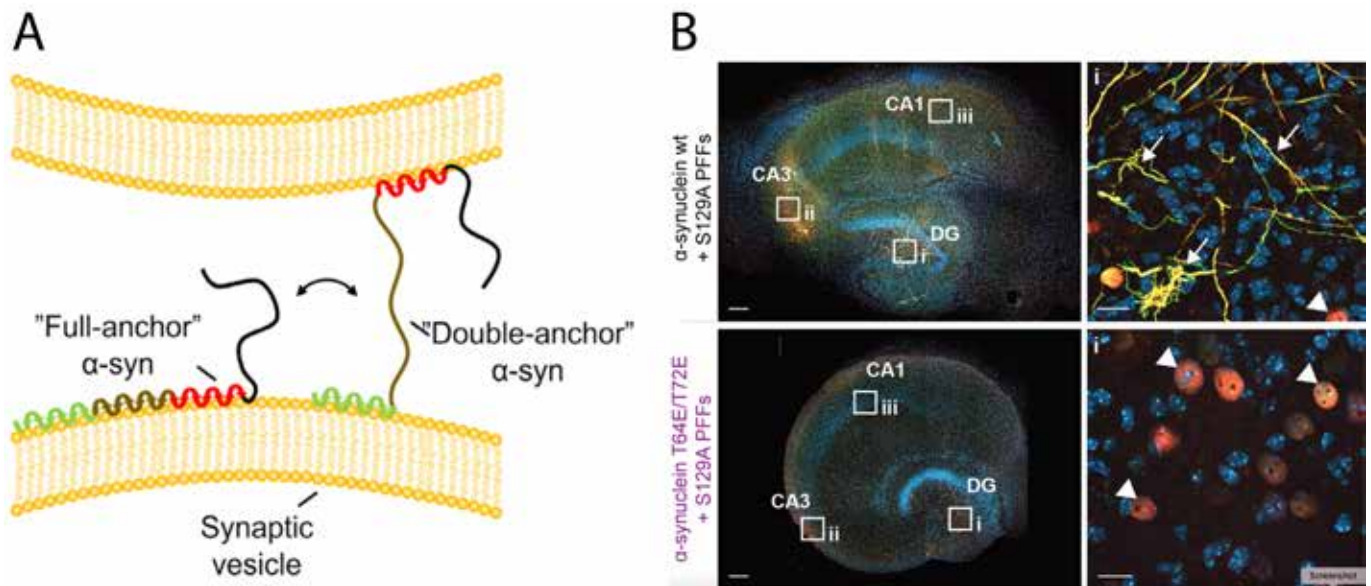 A
"Full-anchor"
α-syn
"Double-anchor"
α-syn
Synaptic
vesicle
B
α-synuclein wt
+ S129A PFFs
CA1
iii
CA3
ii
DG
i
i
α-synuclein T64E/T72E
+ S129A PFFs
CA1
iii
CA3
ii
DG
i
i
Screenshot